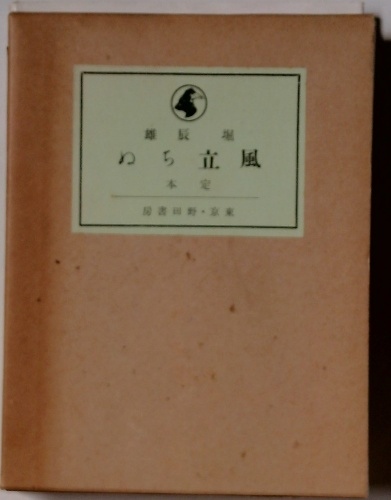 堀辰雄
風立ちぬ
定本
東京・野田書房